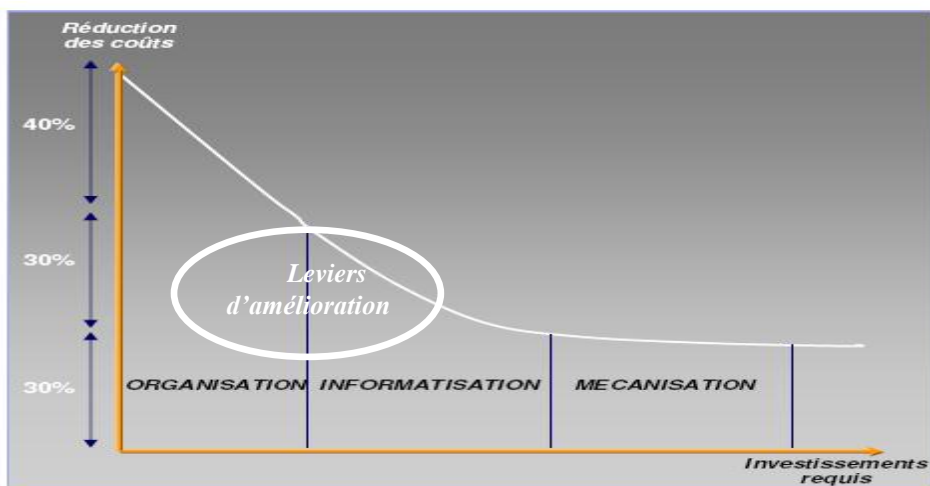 Réduction
des coûts
40%
30%
Leviers
d'amélioration
30%
ORGANISATION
INFORMATISATION
MECANISATION
Investissements
requis